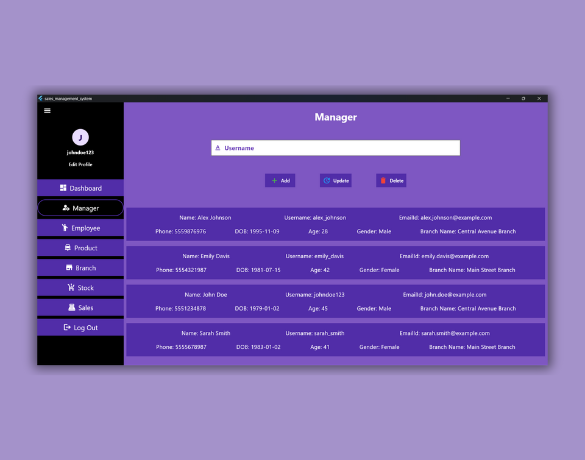 sales_management_system
J
johndoe123
Edit Profile
Dashboard
Manager
Employee
Product
Branch
Stock
Sales
Log Out
Manager
Username
Add Update Delete
Name: Alex Johnson Username: alex_johnson EmailId: alex.johnson@example.com
Phone: 5559876976 DOB: 1995-11-09 Age: 28 Gender: Male Branch Name: Central Avenue Branch
Name: Emily Davis Username: emily_davis EmailId: emily.davis@example.com
Phone: 5554321987 DOB: 1981-07-15 Age: 42 Gender: Female Branch Name: Main Street Branch
Name: John Doe Username: johndoe123 EmailId: john.doe@example.com
Phone: 5551234878 DOB: 1979-01-02 Age: 45 Gender: Male Branch Name: Central Avenue Branch
Name: Sarah Smith Username: sarah_smith EmailId: sarah.smith@example.com
Phone: 5555678987 DOB: 1983-01-02 Age: 41 Gender: Female Branch Name: Main Street Branch